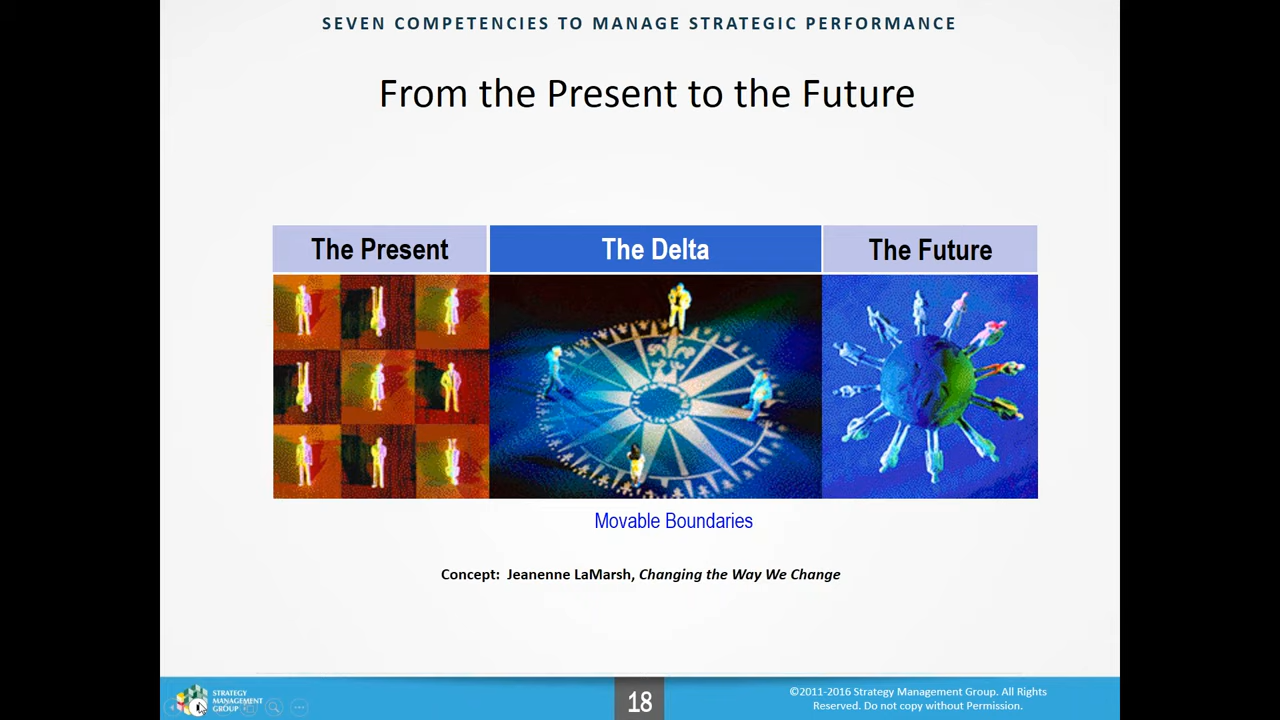 SEVEN COMPETENCIES TO MANAGE STRATEGIC PERFORMANCE
From the Present to the Future
The Present
The Delta
The Future
Movable Boundaries
Concept: Jeanenne LaMarsh, Changing the Way We Change
STRATEGY
MANAGEMENT
GROUP
18
©2011-2016 Strategy Management Group. All Rights
Reserved. Do not copy without Permission.